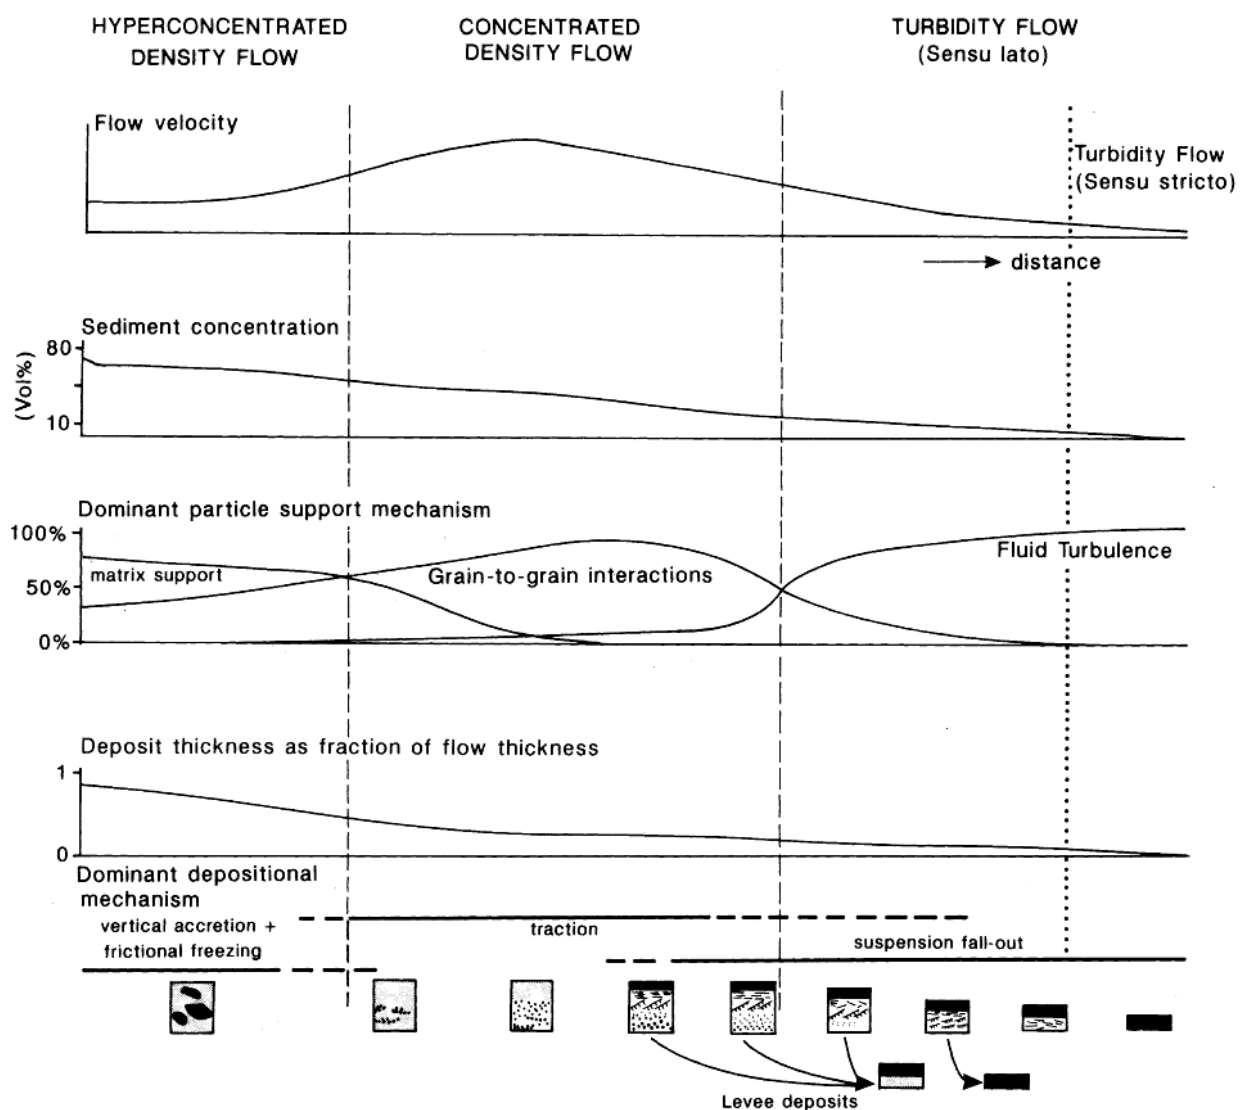 HYPERCONCENTRATED
DENSITY FLOW
CONCENTRATED
DENSITY FLOW
TURBIDITY FLOW
(Sensu lato)
Flow velocity
Turbidity Flow
(Sensu stricto)
distance
Sediment concentration
80
(Vol%)
10
Dominant particle support mechanism
100%
Fluid Turbulence
matrix support
Grain-to-grain interactions
50%
0%
Deposit thickness as fraction of flow thickness
1
0
Dominant depositional
mechanism
vertical accretion +
frictional freezing
traction
suspension fall-out
Levee deposits